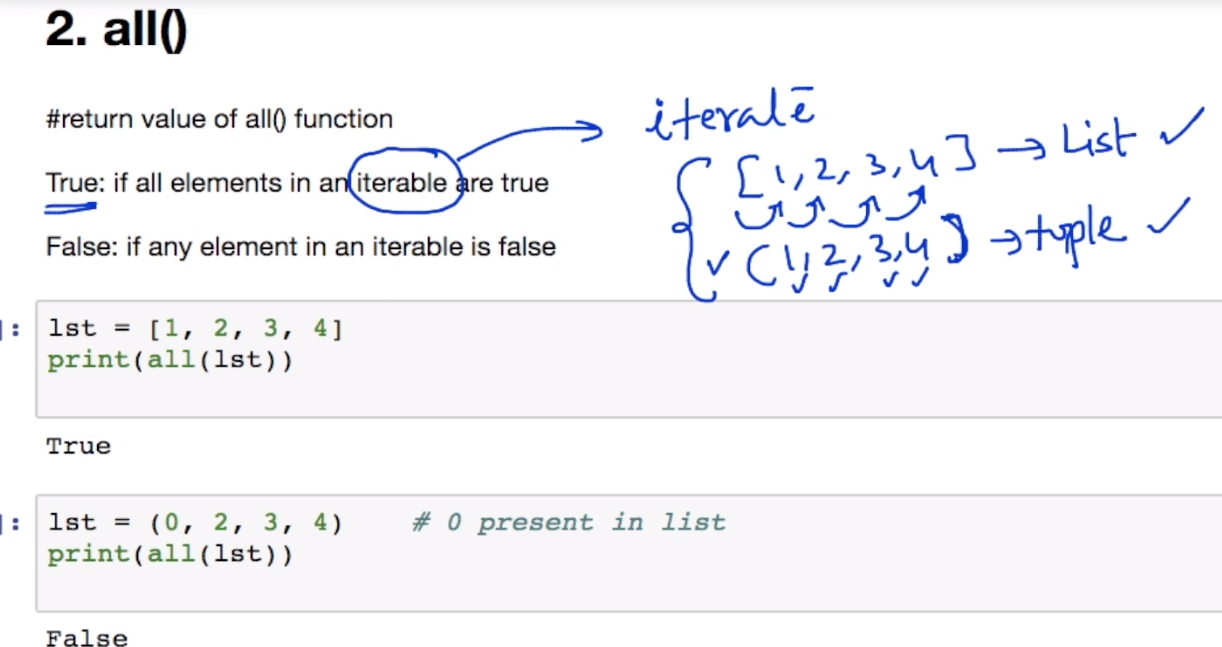 2. all()
#return value of all() function
True: if all elements in an iterable are true
False: if any element in an iterable is false
iterale
[1, 2, 3, 4] → List ✓
✓ (1, 2, 3, 4) → tuple ✓
]: lst = [1, 2, 3, 4]
print(all(lst))
True
]: lst = (0, 2, 3, 4)    # 0 present in list
print(all(lst))
False